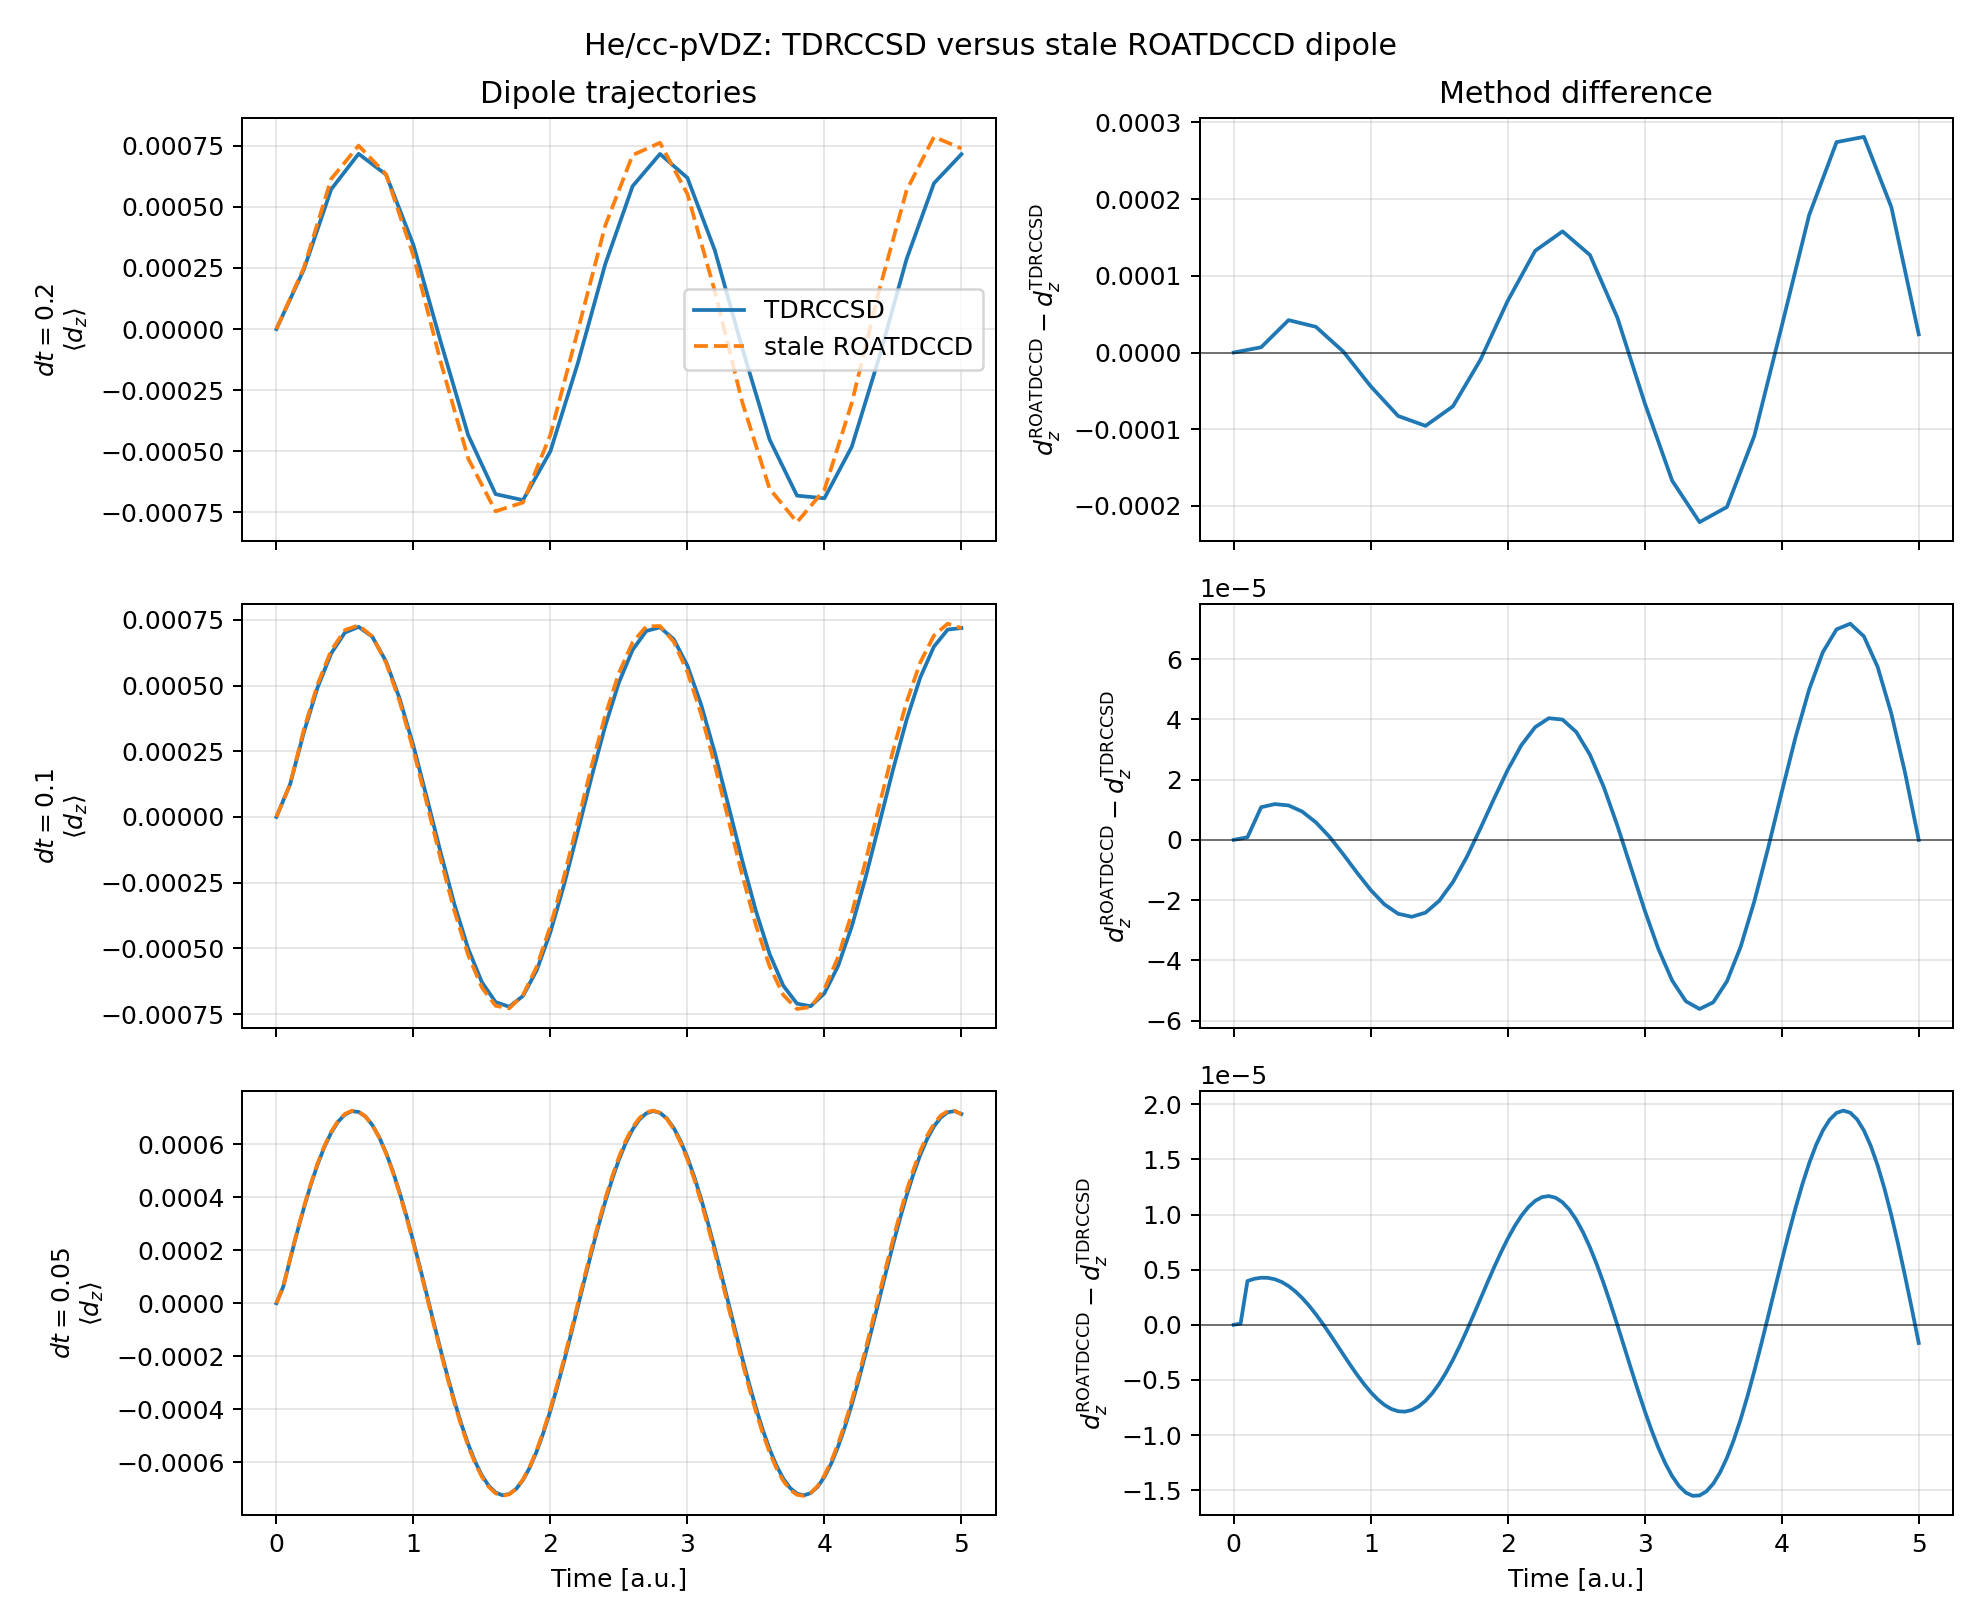 He/cc-pVDZ: TDRCCSD versus stale ROATDCCD dipole
Dipole trajectories
dt = 0.2
⟨d_z⟩
0.00075
0.00050
0.00025
0.00000
−0.00025
−0.00050
−0.00075
TDRCCSD
stale ROATDCCD
Method difference
d_z^ROATDCCD − d_z^TDRCCSD
0.0003
0.0002
0.0001
0.0000
−0.0001
−0.0002
dt = 0.1
⟨d_z⟩
0.00075
0.00050
0.00025
0.00000
−0.00025
−0.00050
−0.00075
1e−5
d_z^ROATDCCD − d_z^TDRCCSD
6
4
2
0
−2
−4
−6
dt = 0.05
⟨d_z⟩
0.0006
0.0004
0.0002
0.0000
−0.0002
−0.0004
−0.0006
0 1 2 3 4 5
Time [a.u.]
1e−5
d_z^ROATDCCD − d_z^TDRCCSD
2.0
1.5
1.0
0.5
0.0
−0.5
−1.0
−1.5
0 1 2 3 4 5
Time [a.u.]